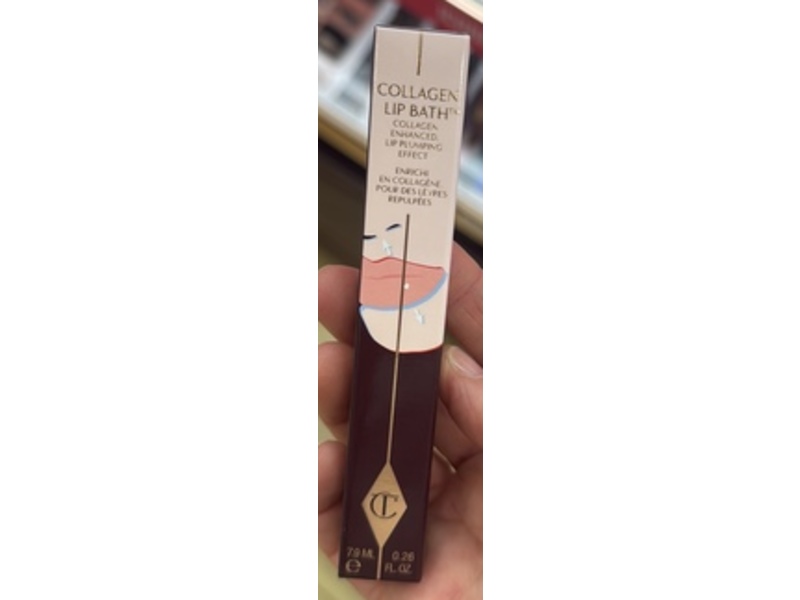 COLLAGEN
LIP BATH™
COLLAGEN
ENHANCED,
LIP PLUMPING
EFFECT
ENRICHI
EN COLLAGÈNE,
POUR DES LÈVRES
REPULPÉES
CT
7.9 ML 0.26
e FL. OZ.